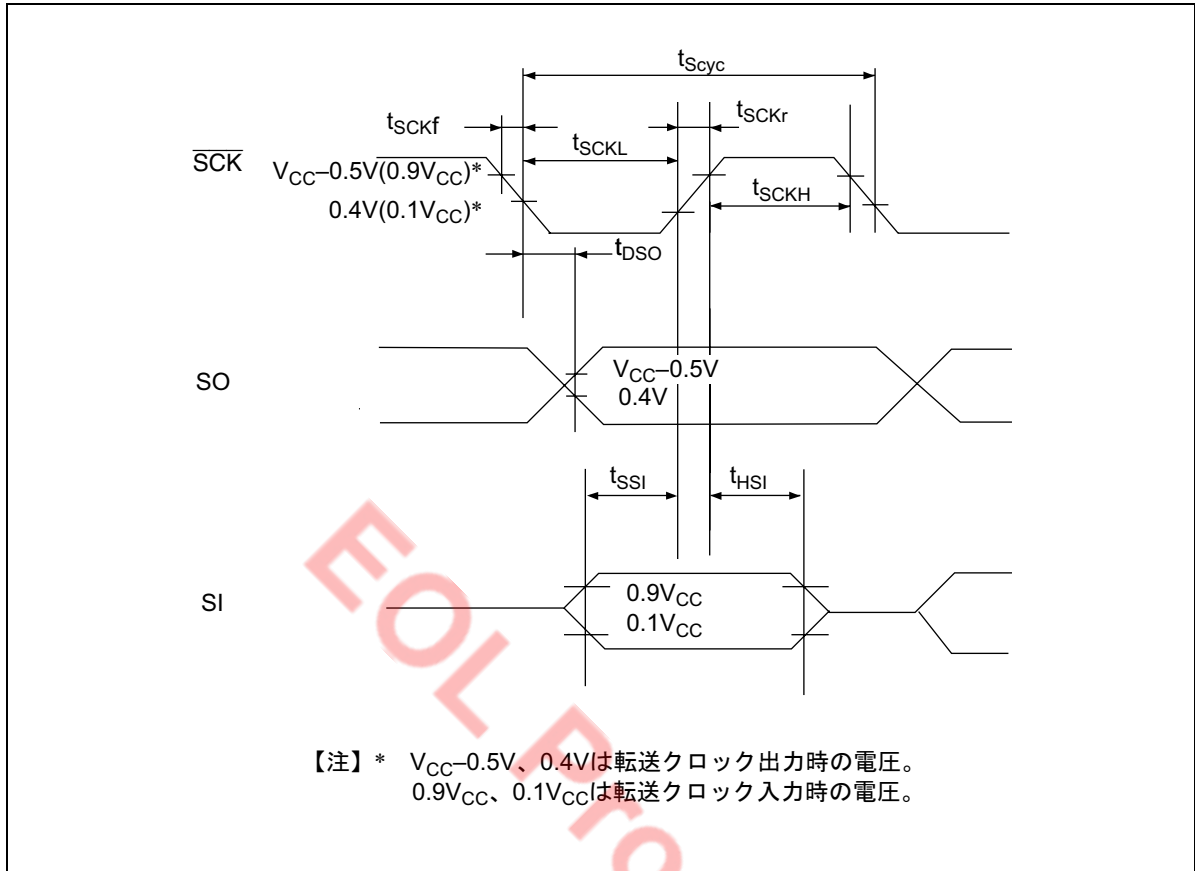 tScyc
tSCKf
tSCKr
tSCKL
SCK
VCC–0.5V(0.9VCC)*
tSCKH
0.4V(0.1VCC)*
tDSO
SO
VCC–0.5V
0.4V
tSSI
tHSI
SI
0.9VCC
0.1VCC
【注】* VCC–0.5V、0.4Vは転送クロック出力時の電圧。
0.9VCC、0.1VCCは転送クロック入力時の電圧。
EOL Pro